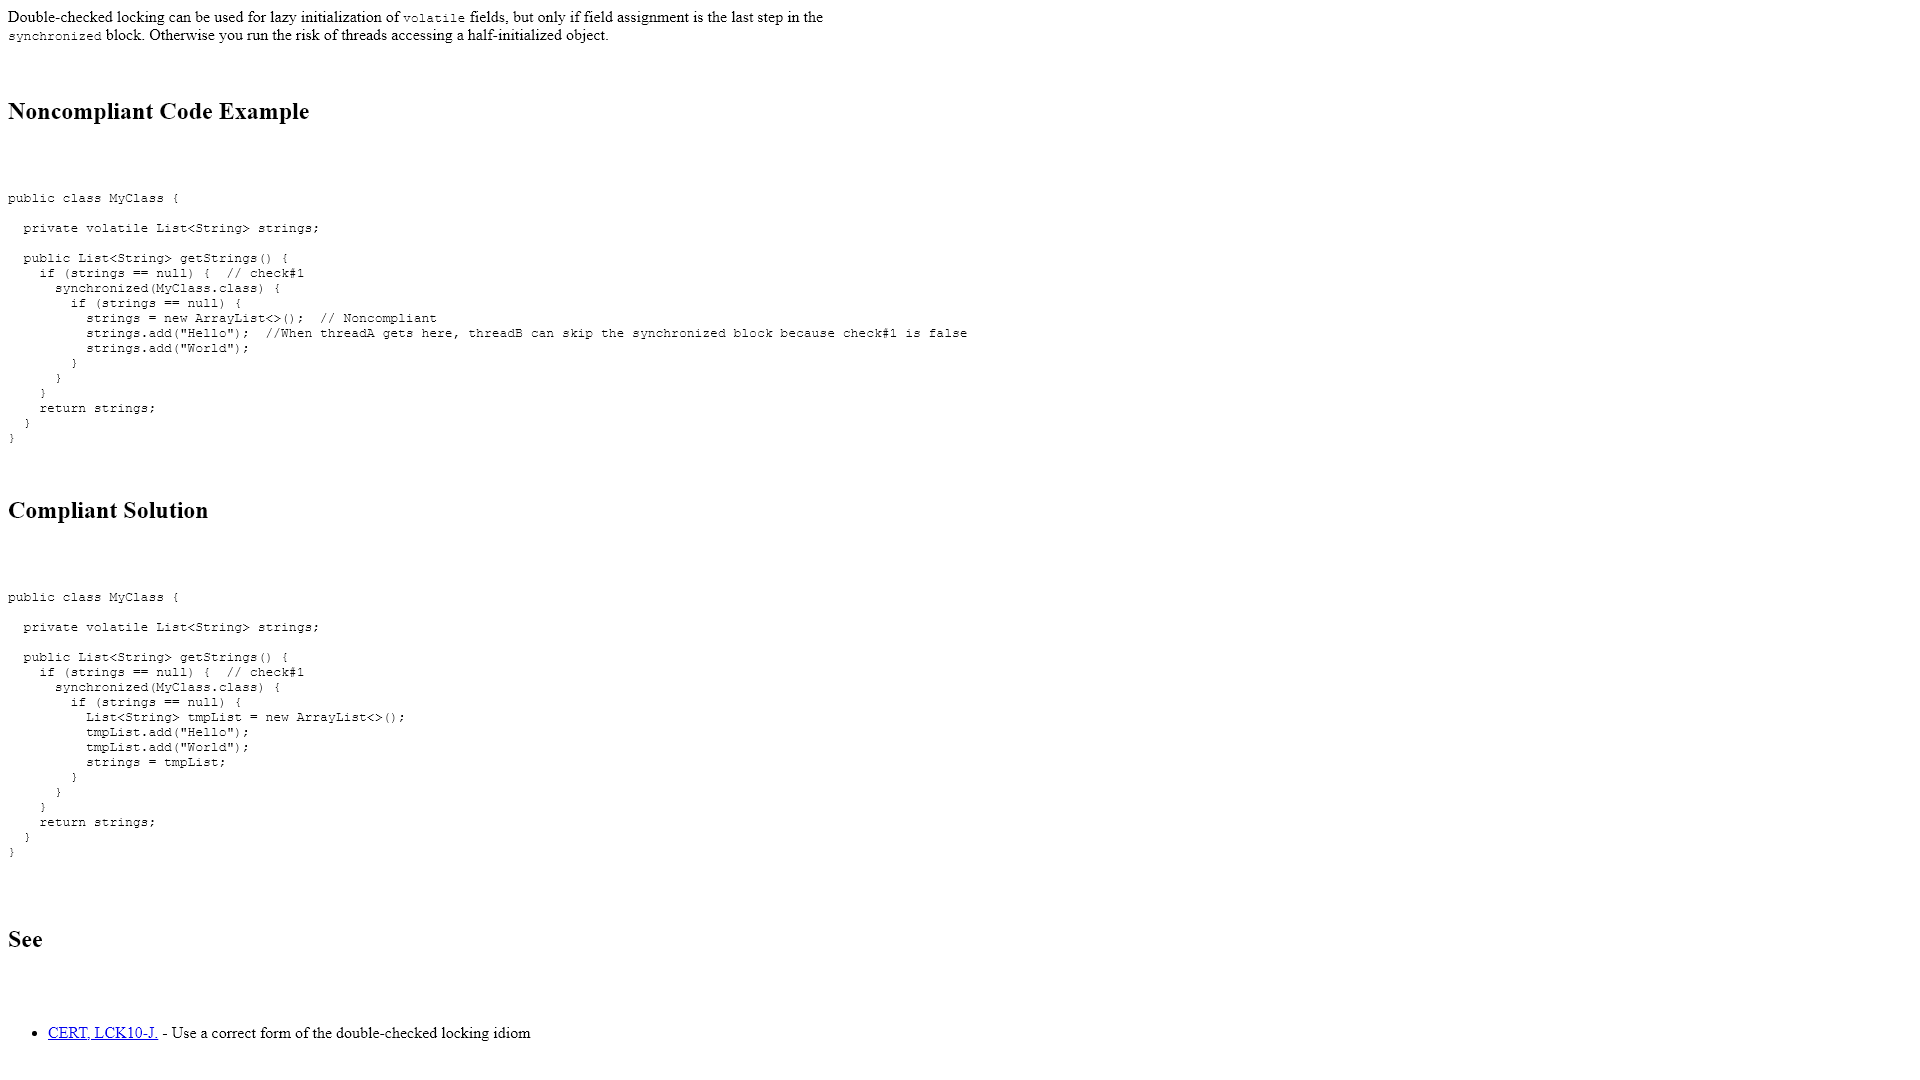 Double-checked locking can be used for lazy initialization of volatile fields, but only if field assignment is the last step in the
synchronized block. Otherwise you run the risk of threads accessing a half-initialized object.
Noncompliant Code Example
public class MyClass {
  private volatile List<String> strings;
  public List<String> getStrings() {
    if (strings == null) {  // check#1
      synchronized(MyClass.class) {
        if (strings == null) {
          strings = new ArrayList<>();  // Noncompliant
          strings.add("Hello");  //When threadA gets here, threadB can skip the synchronized block because check#1 is false
          strings.add("World");
        }
      }
    }
    return strings;
  }
}
Compliant Solution
public class MyClass {
  private volatile List<String> strings;
  public List<String> getStrings() {
    if (strings == null) {  // check#1
      synchronized(MyClass.class) {
        if (strings == null) {
          List<String> tmpList = new ArrayList<>();
          tmpList.add("Hello");
          tmpList.add("World");
          strings = tmpList;
        }
      }
    }
    return strings;
  }
}
See
• CERT, LCK10-J. - Use a correct form of the double-checked locking idiom